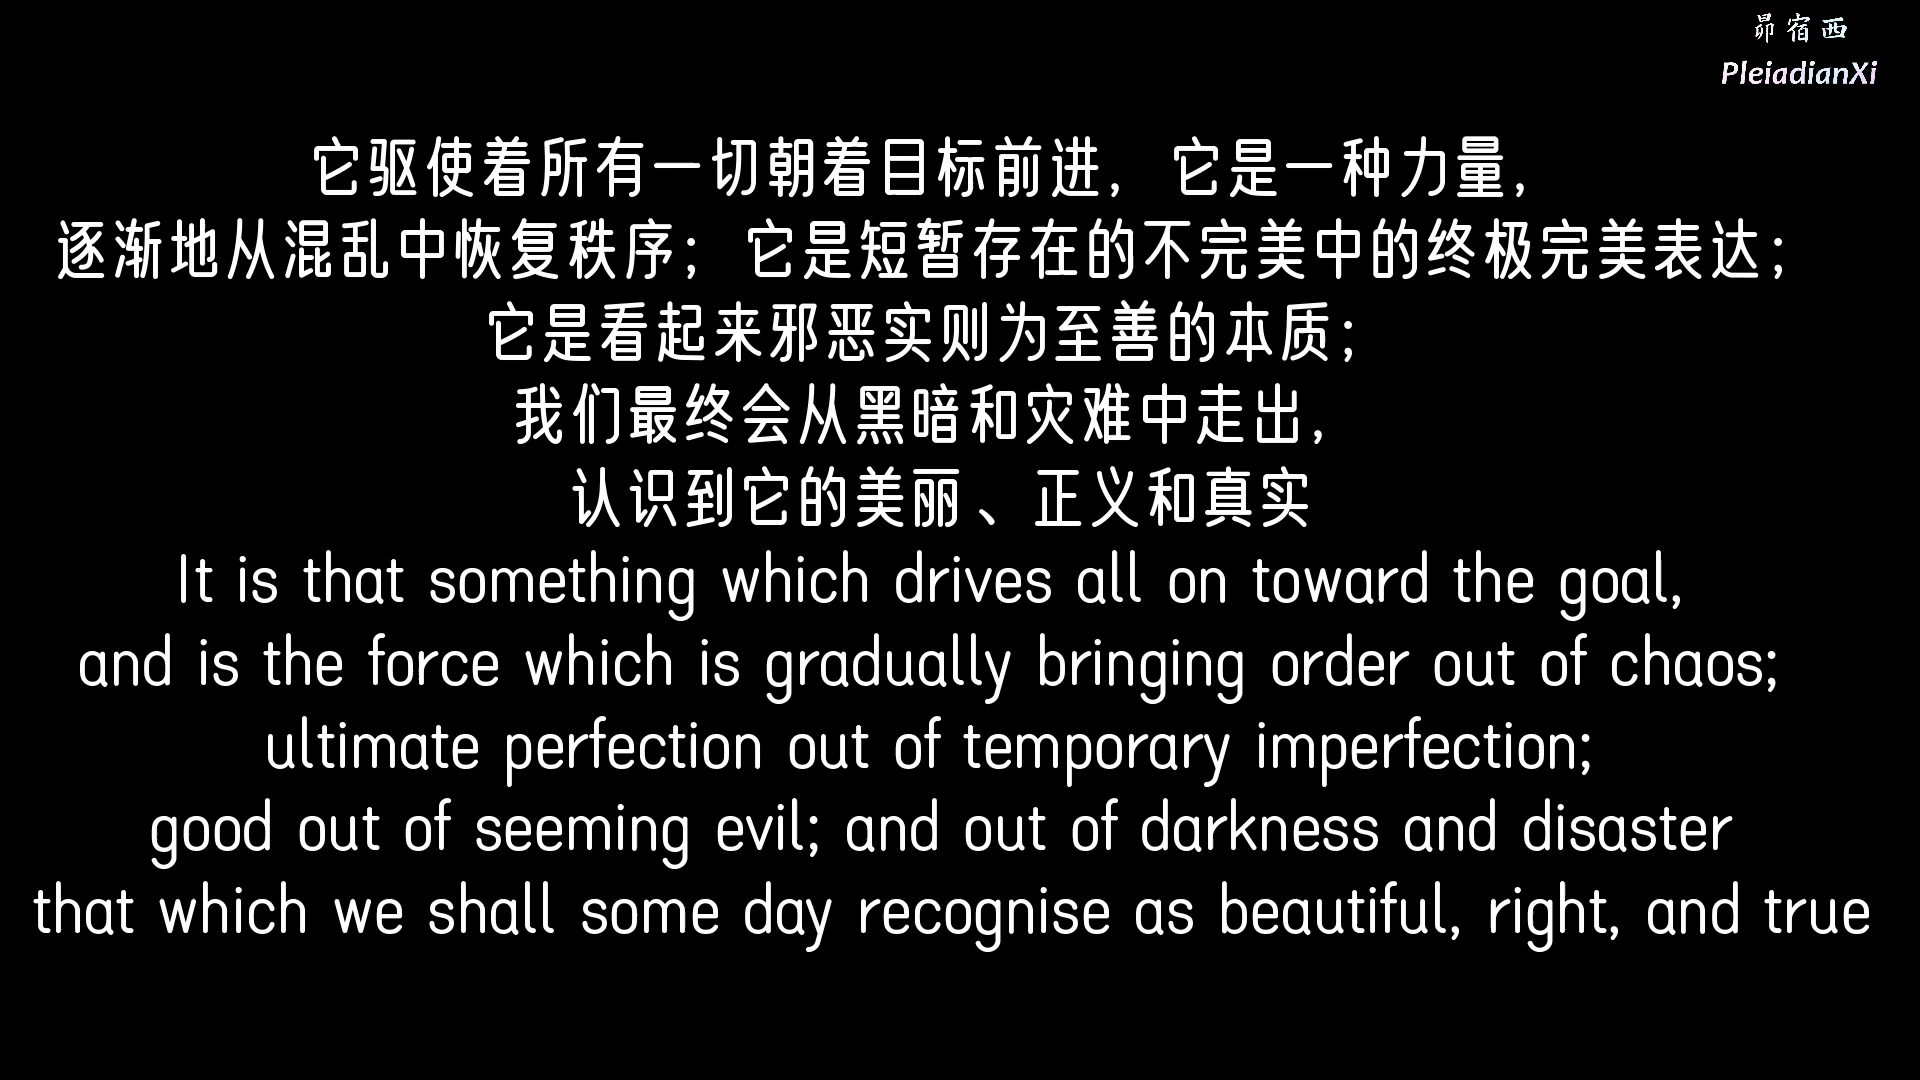 昴宿西
PleiadianXi
它驱使着所有一切朝着目标前进，它是一种力量，
逐渐地从混乱中恢复秩序；它是短暂存在的不完美中的终极完美表达；
它是看起来邪恶实则为至善的本质；
我们最终会从黑暗和灾难中走出，
认识到它的美丽、正义和真实
It is that something which drives all on toward the goal,
and is the force which is gradually bringing order out of chaos;
ultimate perfection out of temporary imperfection;
good out of seeming evil; and out of darkness and disaster
that which we shall some day recognise as beautiful, right, and true